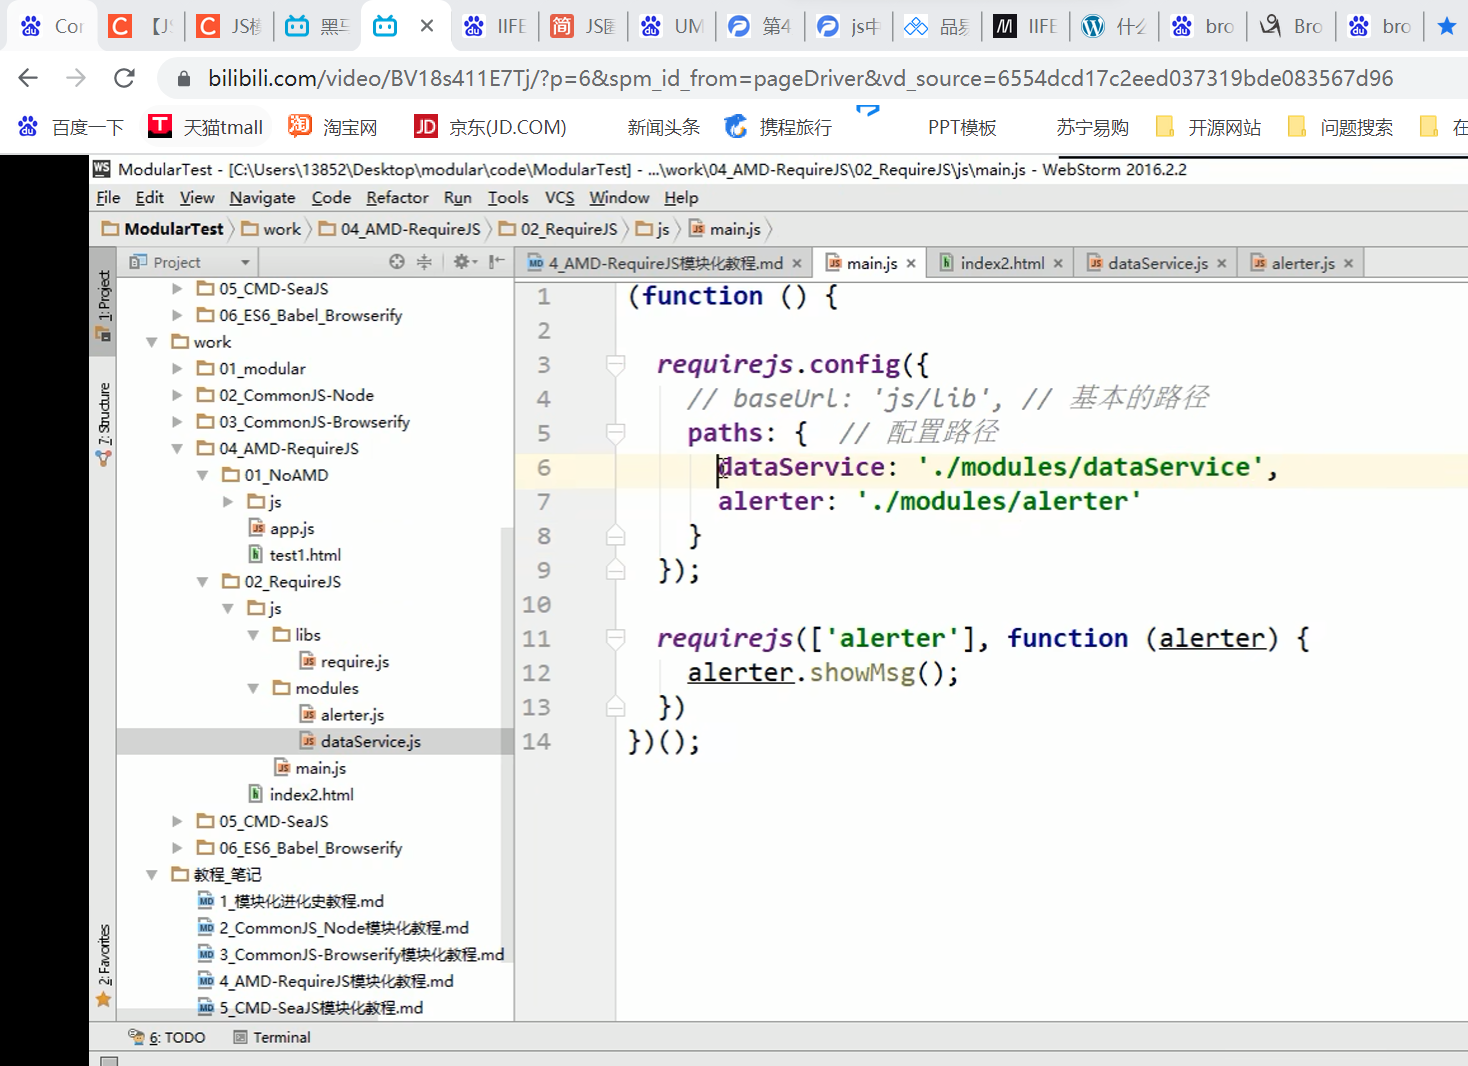 Cor
【JS
JS模
黑马
IIFE
JS匿
UM
第4
js中
品易
IIFE
什么
bro
Bro
bro
bilibili.com/video/BV18s411E7Tj/?p=6&spm_id_from=pageDriver&vd_source=6554dcd17c2eed037319bde083567d96
百度一下
天猫tmall
淘宝网
京东(JD.COM)
新闻头条
携程旅行
PPT模板
苏宁易购
开源网站
问题搜索
在
ModularTest - [C:\Users\13852\Desktop\modular\code\ModularTest] - ...\work\04_AMD-RequireJS\02_RequireJS\js\main.js - WebStorm 2016.2.2
File Edit View Navigate Code Refactor Run Tools VCS Window Help
ModularTest work 04_AMD-RequireJS 02_RequireJS js main.js
Project
4_AMD-RequireJS模块化教程.md main.js index2.html dataService.js alerter.js
1: Project
7: Structure
2: Favorites
05_CMD-SeaJS
06_ES6_Babel_Browserify
work
01_modular
02_CommonJS-Node
03_CommonJS-Browserify
04_AMD-RequireJS
01_NoAMD
js
app.js
test1.html
02_RequireJS
js
libs
require.js
modules
alerter.js
dataService.js
main.js
index2.html
05_CMD-SeaJS
06_ES6_Babel_Browserify
教程_笔记
1_模块化进化史教程.md
2_CommonJS_Node模块化教程.md
3_CommonJS-Browserify模块化教程.md
4_AMD-RequireJS模块化教程.md
5_CMD-SeaJS模块化教程.md
1 (function () {
2
3 requirejs.config({
4 // baseUrl: 'js/lib', // 基本的路径
5 paths: { // 配置路径
6 dataService: './modules/dataService',
7 alerter: './modules/alerter'
8 }
9 });
10
11 requirejs(['alerter'], function (alerter) {
12 alerter.showMsg();
13 })
14 })();
6: TODO Terminal